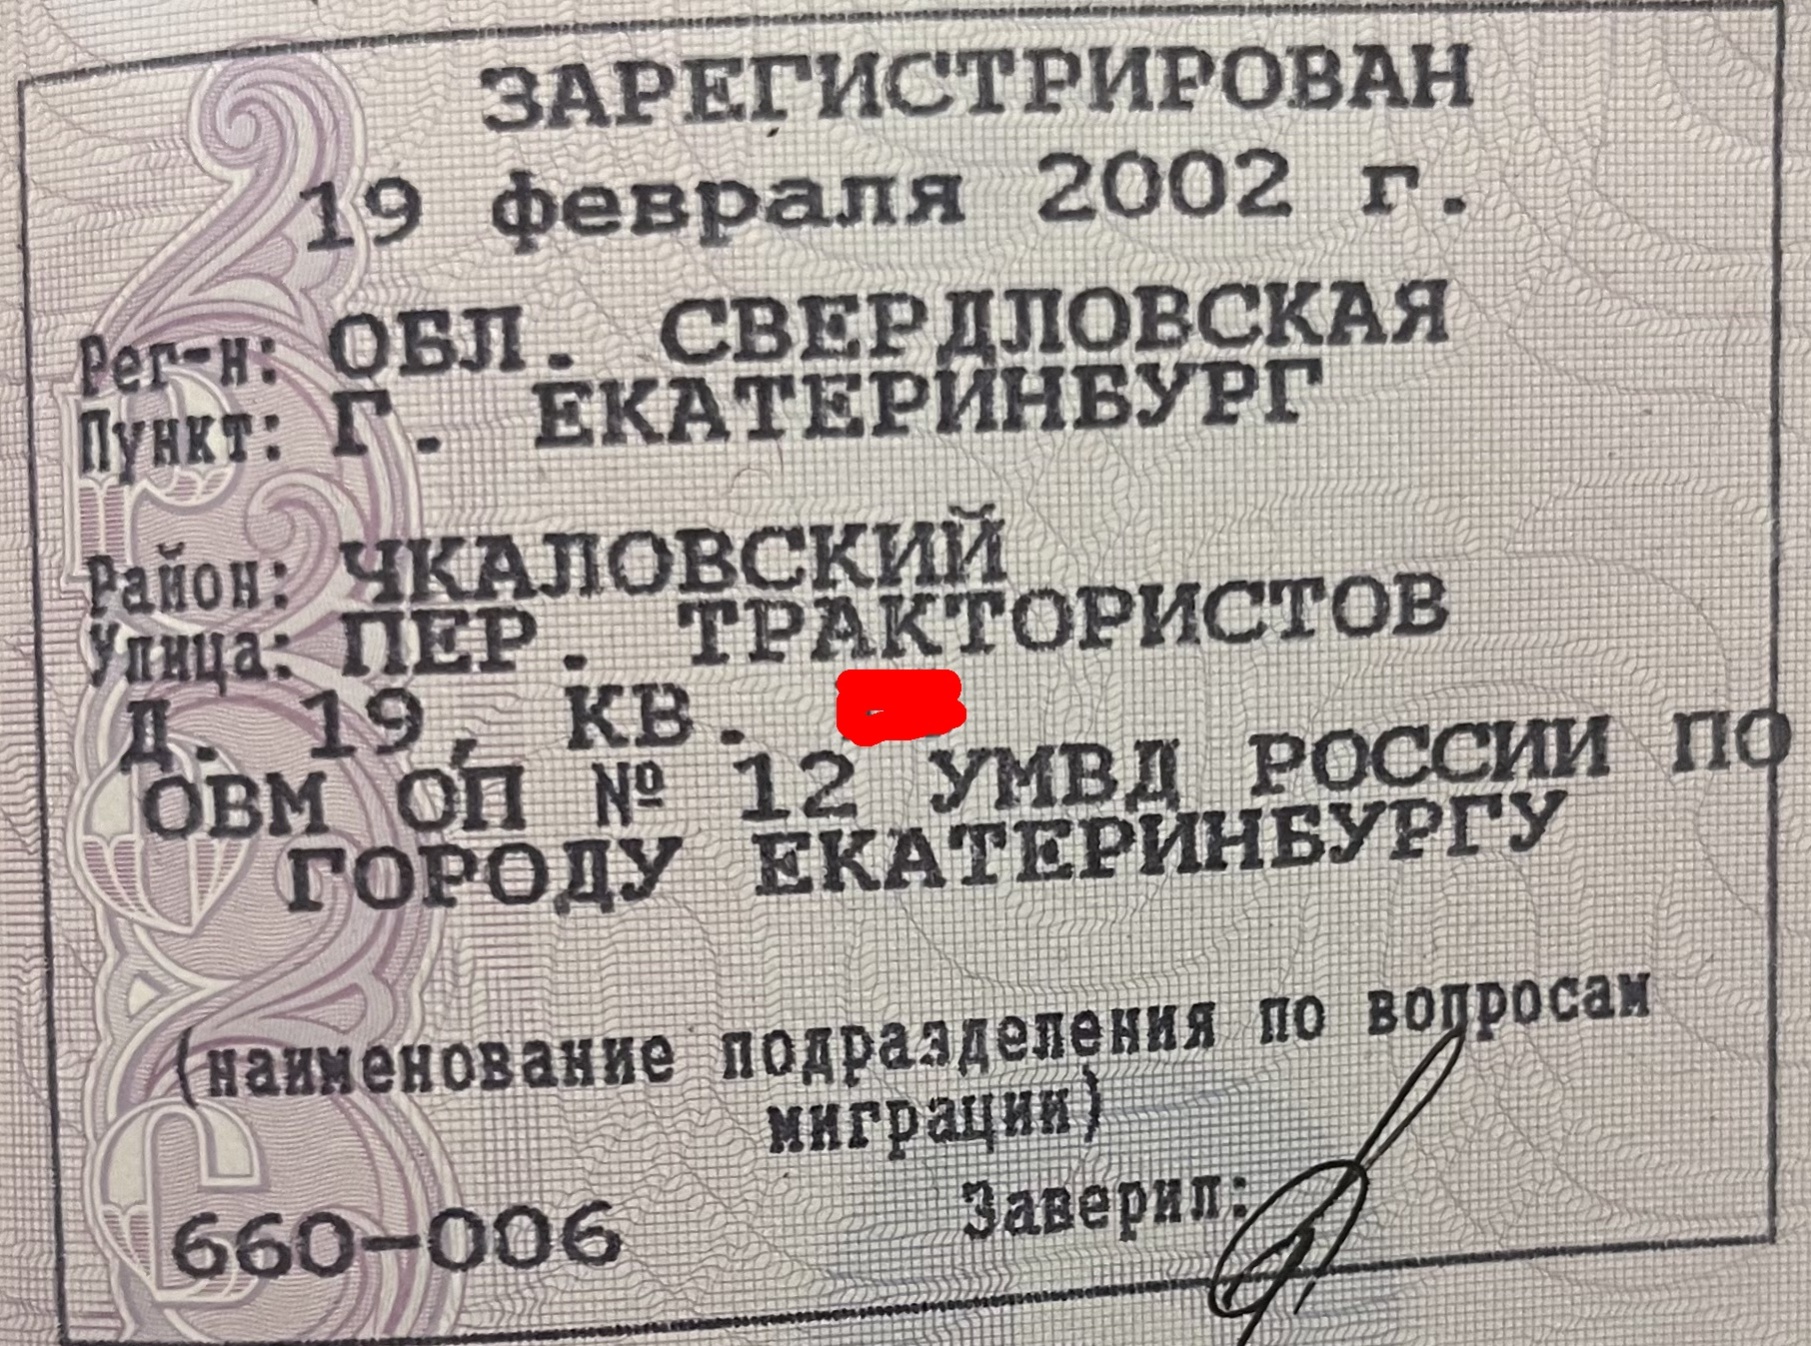 ЗАРЕГИСТРИРОВАН
19 февраля 2002 г.
Рег-н: ОБЛ. СВЕРДЛОВСКАЯ
Пункт: Г. ЕКАТЕРИНБУРГ
Район: ЧКАЛОВСКИЙ
Улица: ПЕР. ТРАКТОРИСТОВ
Д. 19, КВ.
ОВМ ОП № 12 УМВД РОССИИ ПО
ГОРОДУ ЕКАТЕРИНБУРГУ
(наименование подразделения по вопросам
миграции)
Заверил:
660-006